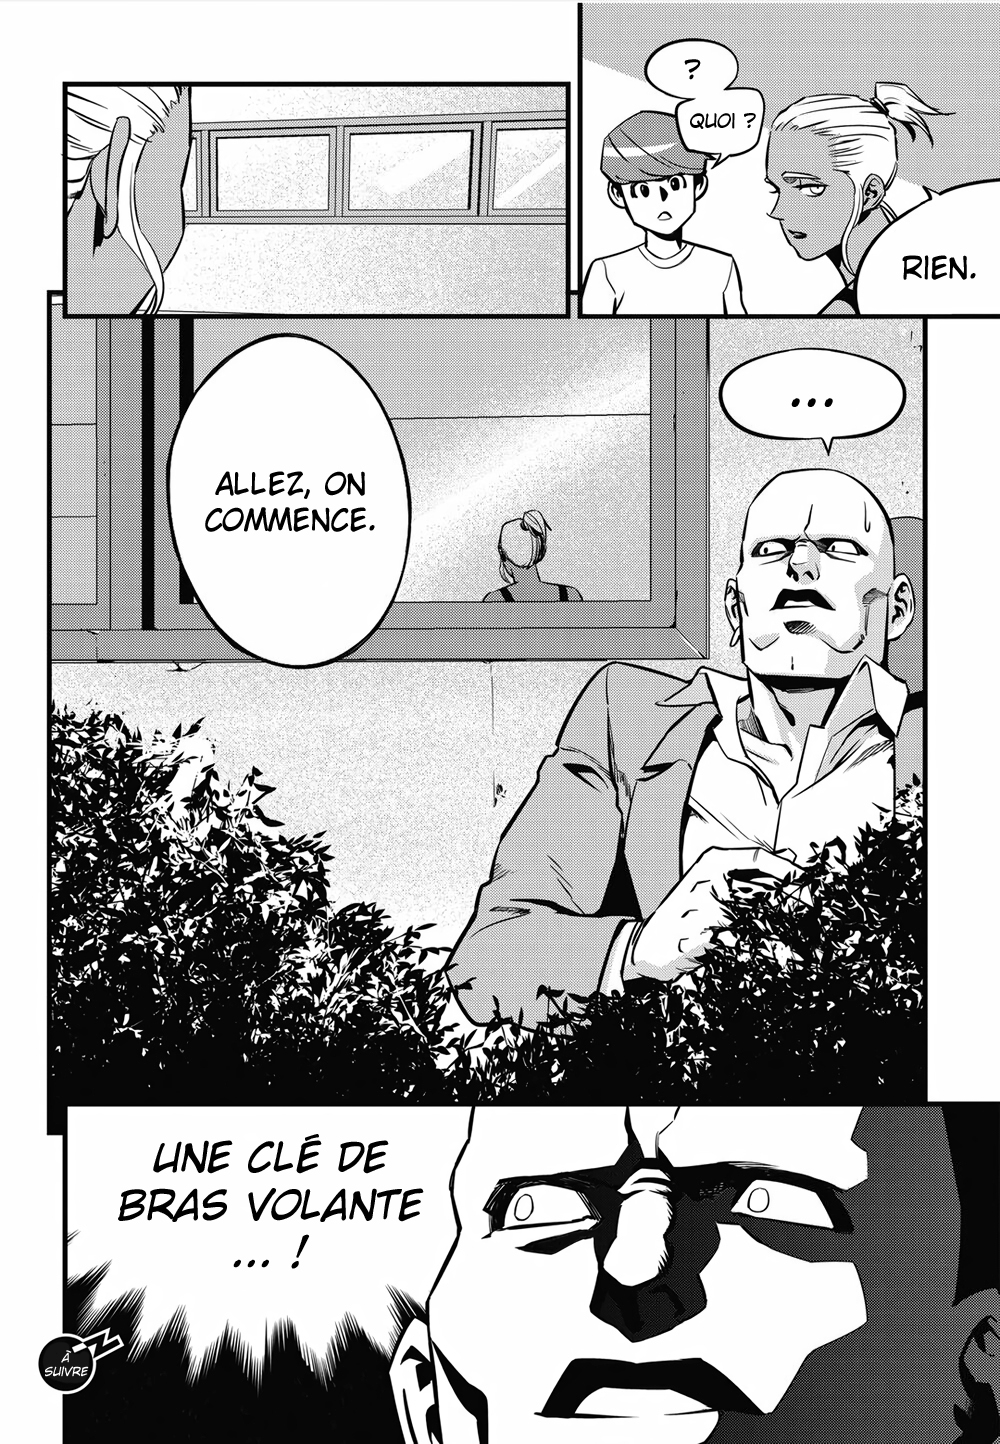 ?
QUOI ?
RIEN.
...
ALLEZ, ON
COMMENCE.
UNE CLÉ DE
BRAS VOLANTE
... !
À
SUIVRE